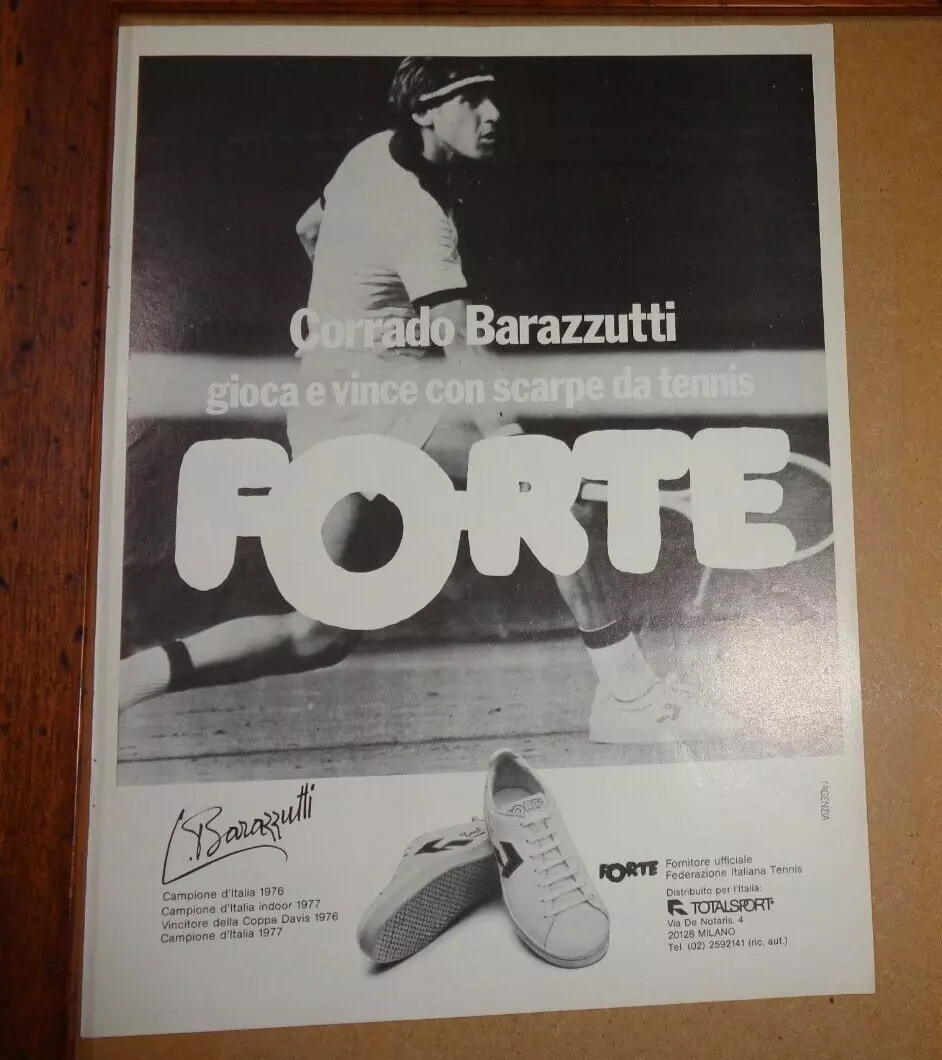 Corrado Barazzutti
gioca e vince con scarpe da tennis
FORTE
C. Barazzutti
Campione d'Italia 1976
Campione d'Italia indoor 1977
Vincitore della Coppa Davis 1976
Campione d'Italia 1977
FORTE
FORTE
Fornitore ufficiale
Federazione Italiana Tennis
Distribuito per l'Italia:
TOTALSPORT
Via De Notaris, 4
20128 MILANO
Tel. (02) 2592141 (ric. aut.)
l'AGENZIA